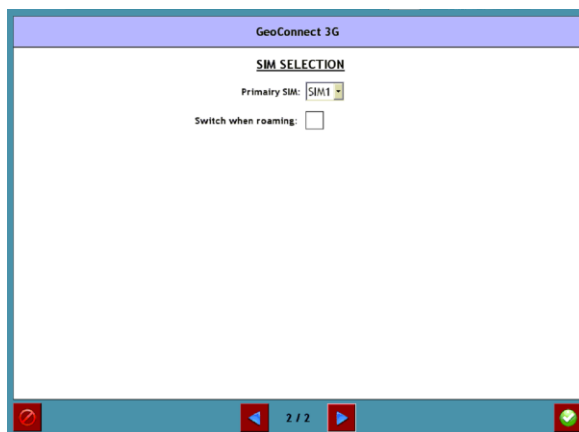 GeoConnect 3G
SIM SELECTION
Primairy SIM: SIM1
Switch when roaming:
2 / 2